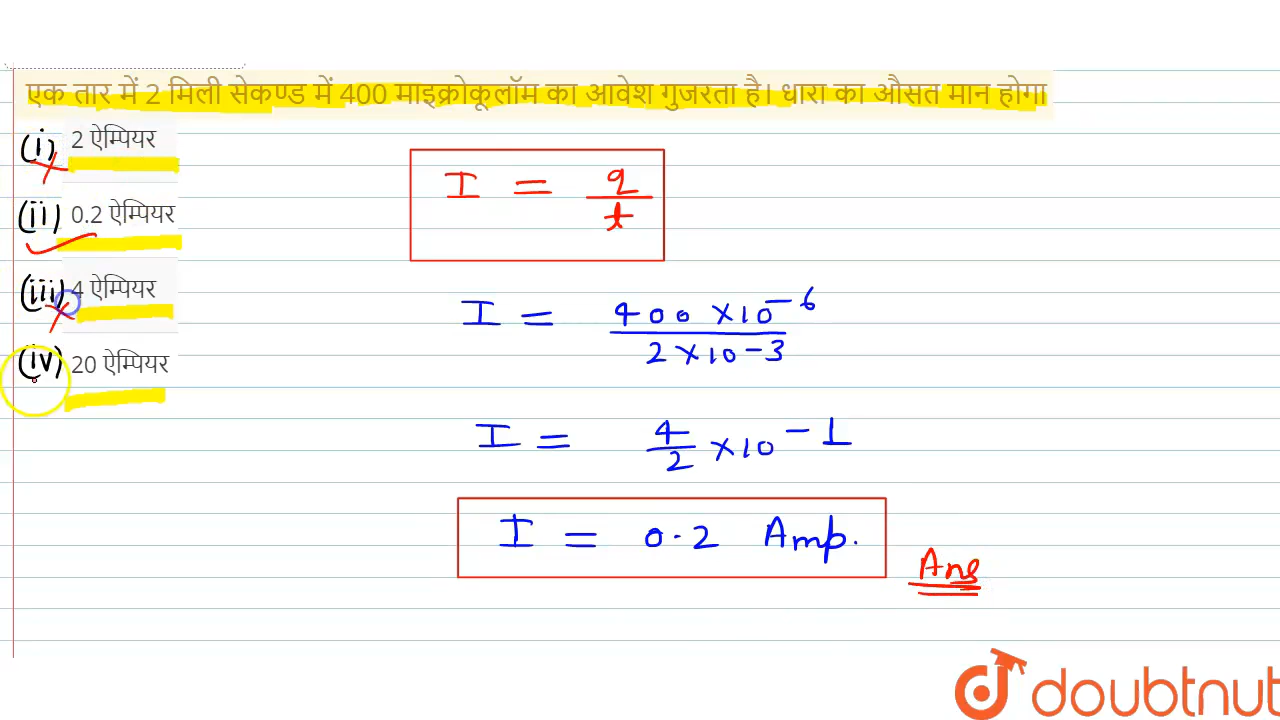 एक तार में 2 मिली सेकण्ड में 400 माइक्रोकूलॉम का आवेश गुजरता है। धारा का औसत मान होगा
(i) 2 ऐम्पियर
(ii) 0.2 ऐम्पियर
(iii) 4 ऐम्पियर
(iv) 20 ऐम्पियर
I = q/t
I = 400 ×10−6 / 2×10−3
I = 4/2 ×10−1
I = 0.2 Amp.
Ans
doubtnut